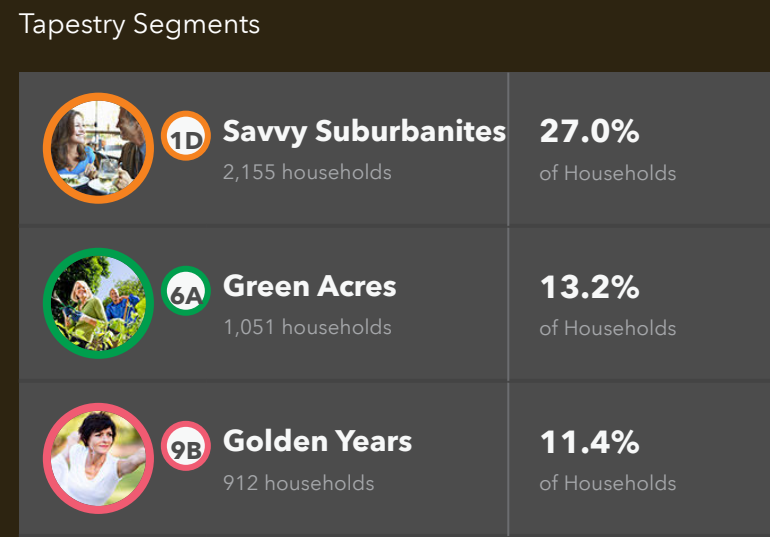 Tapestry Segments
1D Savvy Suburbanites 27.0%
2,155 households of Households
6A Green Acres 13.2%
1,051 households of Households
9B Golden Years 11.4%
912 households of Households